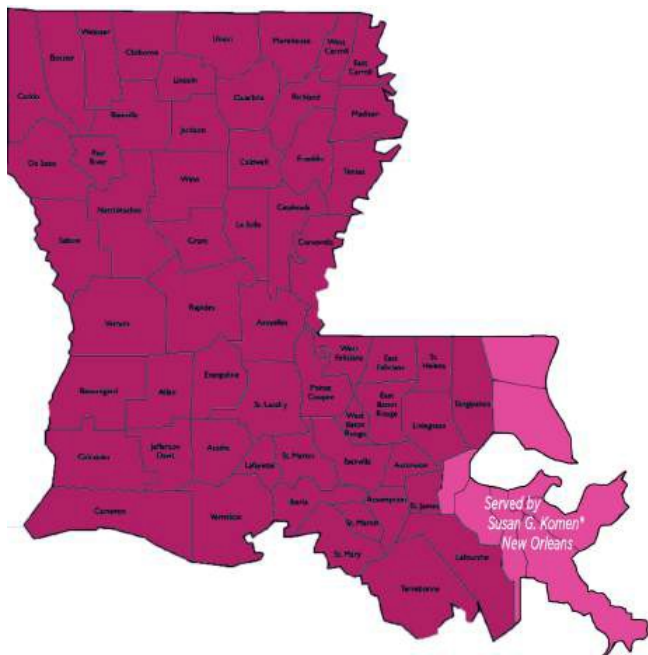 Webster
Union
Morehouse
West
Carroll
Claiborne
Bossier
East
Carroll
Lincoln
Caddo
Ouachita
Richland
Madison
Bienville
Jackson
De Soto
Red
River
Caldwell
Franklin
Tensas
Winn
Natchitoches
Catahoula
La Salle
Sabine
Grant
Concordia
Vernon
Rapides
Avoyelles
West
Feliciana
East
Feliciana
St.
Helena
Beauregard
Allen
Evangeline
Pointe
Coupee
St. Landry
East
Baton
Rouge
Tangipahoa
West
Baton
Rouge
Livingston
Calcasieu
Jefferson
Davis
Acadia
Lafayette
St. Martin
Iberville
Ascension
Cameron
Vermilion
Iberia
Assumption
St. James
St. Martin
St. Mary
Lafourche
Terrebonne
Served by
Susan G. Komen®
New Orleans